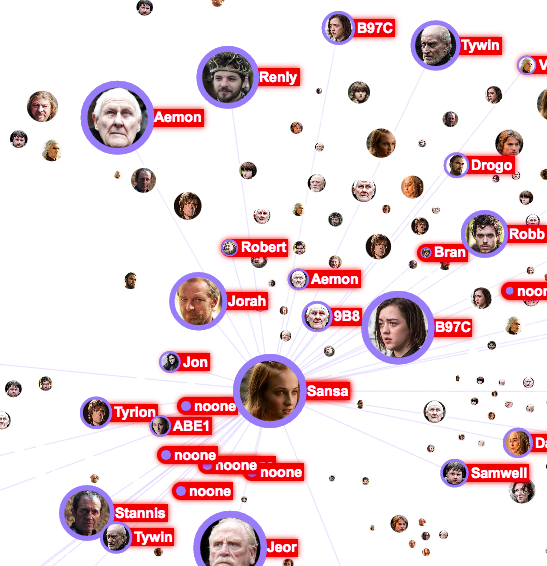 B97C
Tywin
V
Renly
Aemon
Drogo
Robb
Robert
Bran
Aemon
noon
Jorah
9B8
B97C
Jon
Sansa
noone
Tyrion
ABE1
Da
noone
noone
noone
Samwell
noone
Stannis
Tywin
Jeor